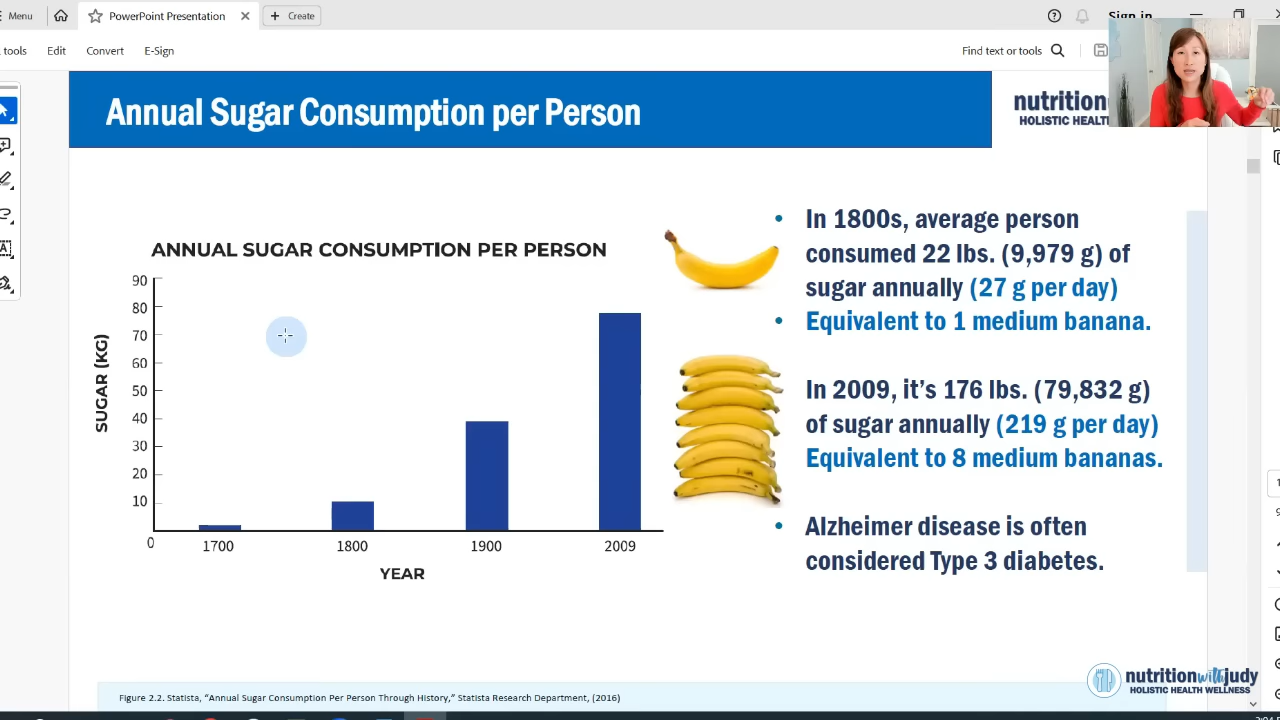 Menu
PowerPoint Presentation
Create
Sign in
tools
Edit
Convert
E-Sign
Find text or tools
Annual Sugar Consumption per Person
nutrition
HOLISTIC HEALTH
ANNUAL SUGAR CONSUMPTION PER PERSON
SUGAR (KG)
90
80
70
60
50
40
30
20
10
0
1700
1800
1900
2009
YEAR
• In 1800s, average person
consumed 22 lbs. (9,979 g) of
sugar annually (27 g per day)
• Equivalent to 1 medium banana.
In 2009, it's 176 lbs. (79,832 g)
of sugar annually (219 g per day)
Equivalent to 8 medium bananas.
• Alzheimer disease is often
considered Type 3 diabetes.
Figure 2.2. Statista, "Annual Sugar Consumption Per Person Through History," Statista Research Department, (2016)
nutrition with judy
HOLISTIC HEALTH WELLNESS